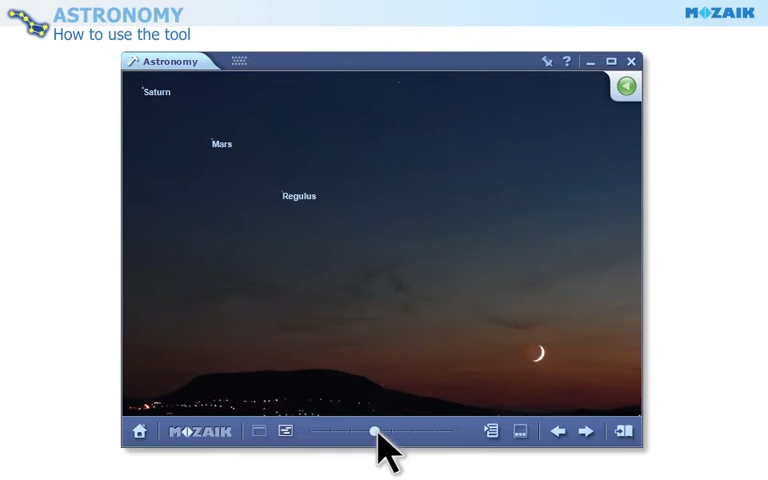 ASTRONOMY
How to use the tool
MOZAIK
Astronomy
?
Saturn
Mars
Regulus
MOZAIK